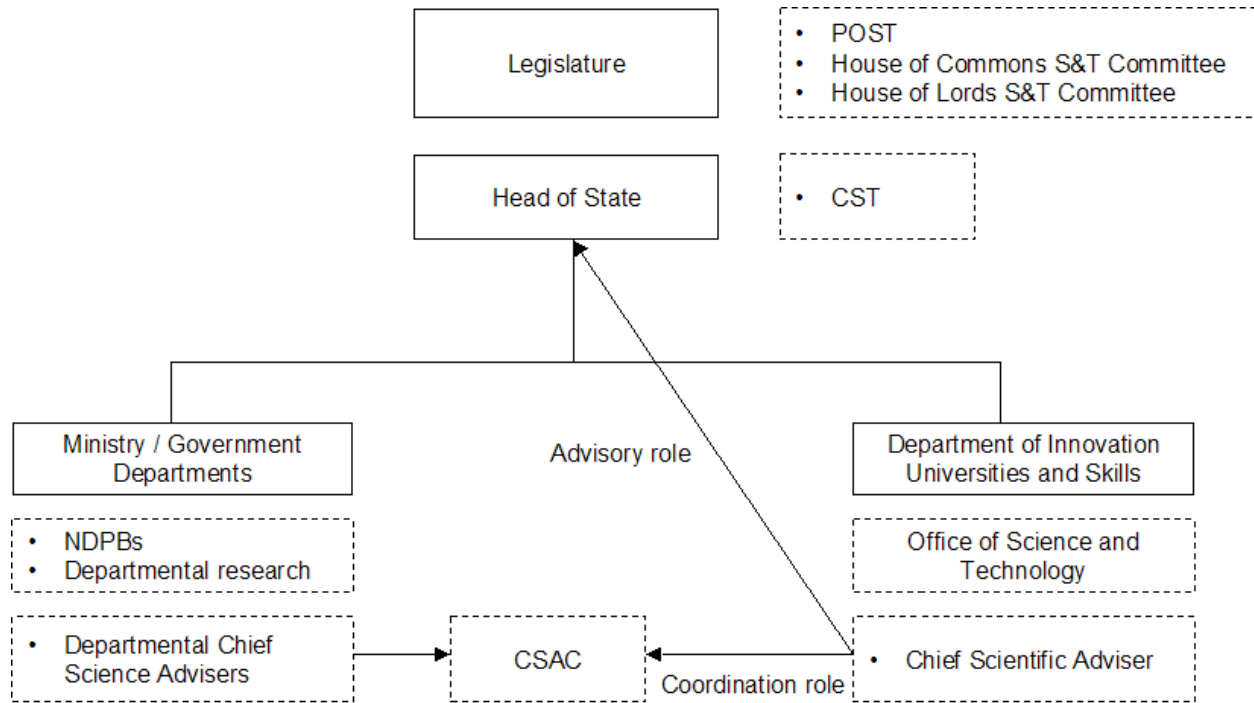 Legislature
• POST
• House of Commons S&T Committee
• House of Lords S&T Committee
Head of State
• CST
Ministry / Government
Departments
Advisory role
Department of Innovation
Universities and Skills
• NDPBs
• Departmental research
Office of Science and
Technology
• Departmental Chief
Science Advisers
CSAC
• Chief Scientific Adviser
Coordination role